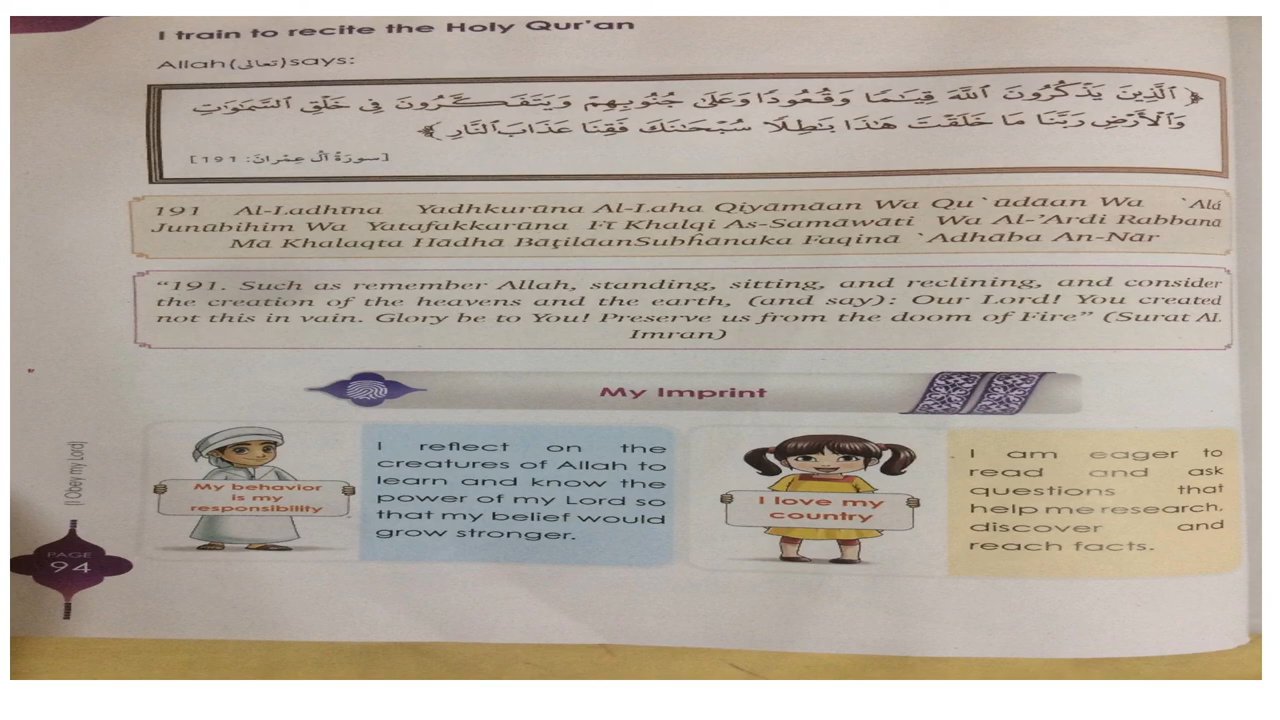 I train to recite the Holy Qur'an
Allah(تعالى)says:
﴿ ٱلَّذِينَ يَذْكُرُونَ ٱللَّهَ قِيَـٰمًا وَقُعُودًا وَعَلَىٰ جُنُوبِهِمْ وَيَتَفَكَّرُونَ فِى خَلْقِ ٱلسَّمَـٰوَٰتِ
وَٱلْأَرْضِ رَبَّنَا مَا خَلَقْتَ هَـٰذَا بَـٰطِلًا سُبْحَـٰنَكَ فَقِنَا عَذَابَ ٱلنَّارِ ﴾
[سورَةُ آل عِمْرانَ: 191]
191 Al-Ladhīna Yadhkurūna Al-Laha Qiyāmāan Wa Qu`ūdāan Wa `Alá
Junūbihim Wa Yatafakkarūna Fī Khalqi As-Samāwāti Wa Al-'Arđi Rabbanā
Mā Khalaqta Hādhā BāţilāanSubĥānaka Faqinā `Adhāba An-Nār
“191. Such as remember Allah, standing, sitting, and reclining, and consider
the creation of the heavens and the earth, (and say): Our Lord! You created
not this in vain. Glory be to You! Preserve us from the doom of Fire” (Surat AL
Imran)
My Imprint
My behavior
is my
responsibility
I reflect on the
creatures of Allah to
learn and know the
power of my Lord so
that my belief would
grow stronger.
I love my
country
I am eager to
read and ask
questions that
help me research,
discover and
reach facts.
(I Obey my Lord)
PAGE
94